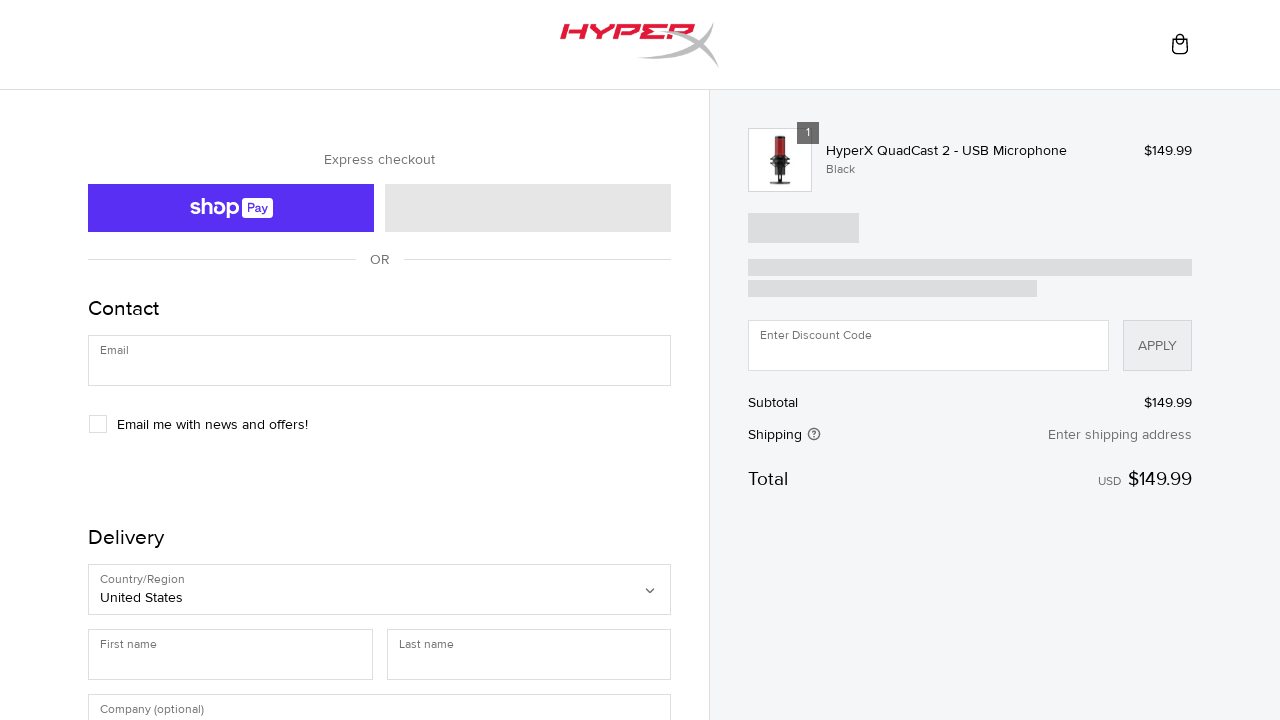 HYPERX
Express checkout
shop Pay
OR
Contact
Email
Email me with news and offers!
Delivery
Country/Region
United States
First name
Last name
Company (optional)
1
HyperX QuadCast 2 - USB Microphone
$149.99
Black
Enter Discount Code
APPLY
Subtotal
$149.99
Shipping
Enter shipping address
Total
USD $149.99